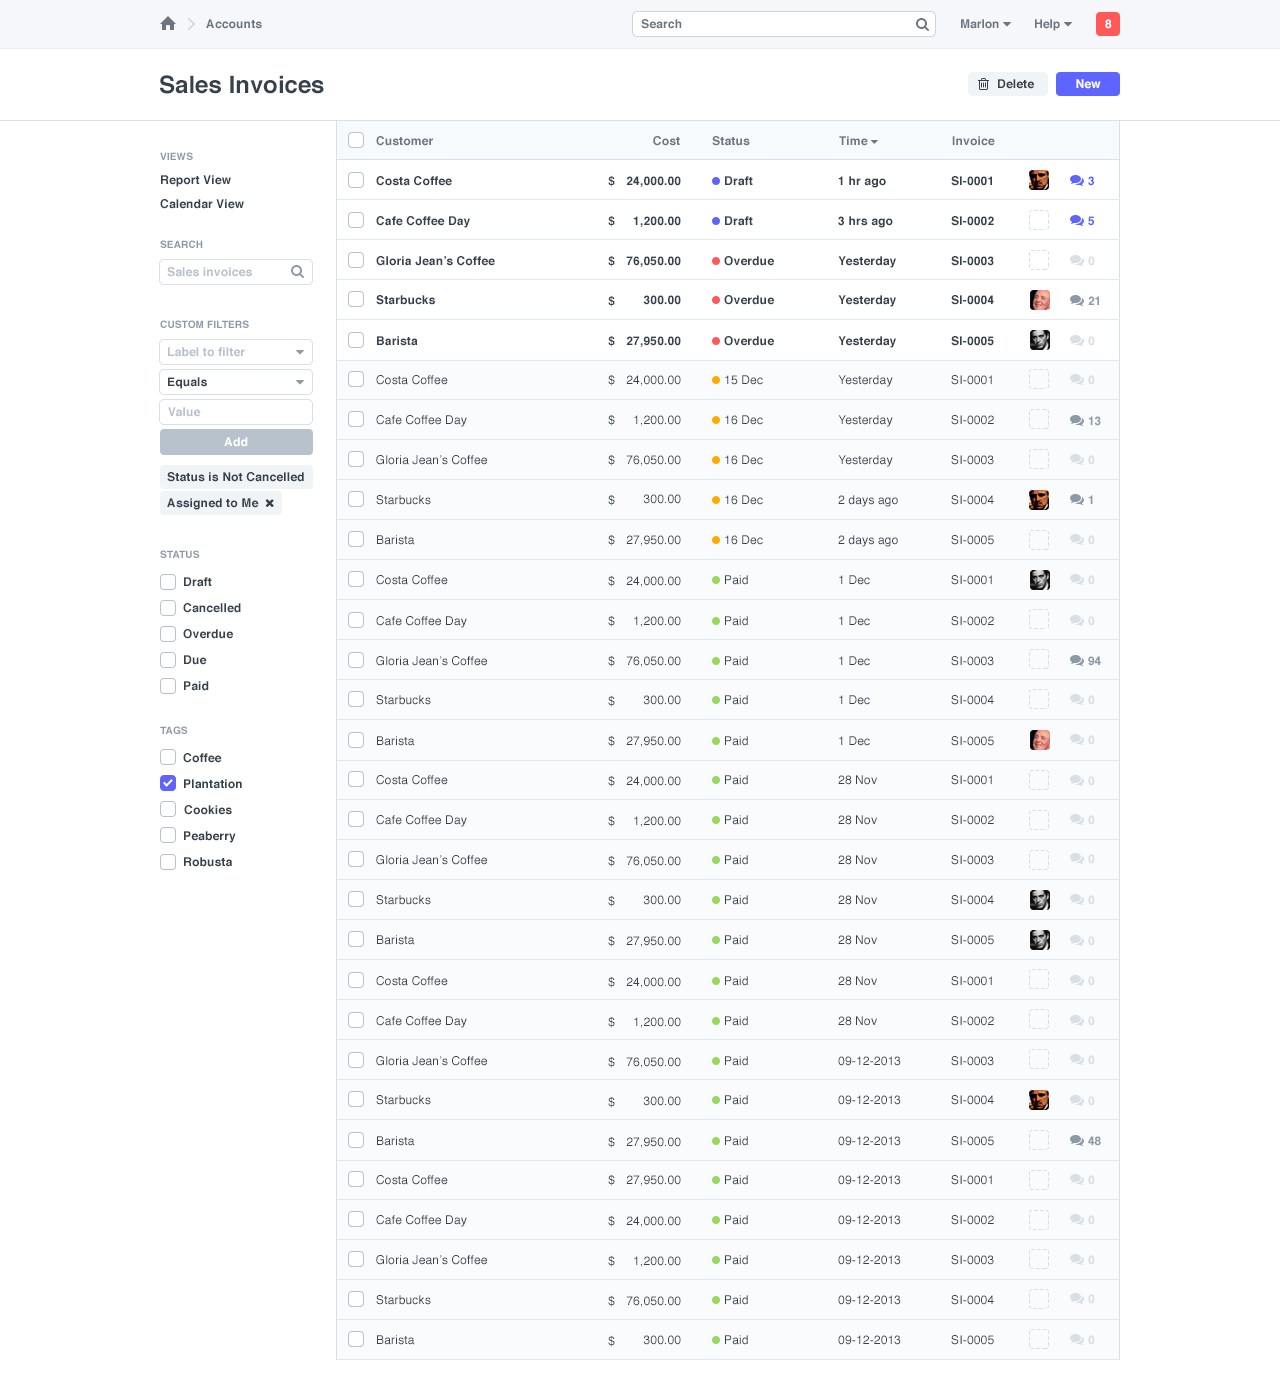 Accounts
Search
Marlon
Help
8
Sales Invoices
Delete
New
VIEWS
Report View
Calendar View
SEARCH
Sales invoices
CUSTOM FILTERS
Label to filter
Equals
Value
Add
Status is Not Cancelled
Assigned to Me ✖
STATUS
Draft
Cancelled
Overdue
Due
Paid
TAGS
Coffee
Plantation
Cookies
Peaberry
Robusta
Customer Cost Status Time Invoice
Costa Coffee $ 24,000.00 Draft 1 hr ago SI-0001 3
Cafe Coffee Day $ 1,200.00 Draft 3 hrs ago SI-0002 5
Gloria Jean's Coffee $ 76,050.00 Overdue Yesterday SI-0003 0
Starbucks $ 300.00 Overdue Yesterday SI-0004 21
Barista $ 27,950.00 Overdue Yesterday SI-0005 0
Costa Coffee $ 24,000.00 15 Dec Yesterday SI-0001 0
Cafe Coffee Day $ 1,200.00 16 Dec Yesterday SI-0002 13
Gloria Jean's Coffee $ 76,050.00 16 Dec Yesterday SI-0003 0
Starbucks $ 300.00 16 Dec 2 days ago SI-0004 1
Barista $ 27,950.00 16 Dec 2 days ago SI-0005 0
Costa Coffee $ 24,000.00 Paid 1 Dec SI-0001 0
Cafe Coffee Day $ 1,200.00 Paid 1 Dec SI-0002 0
Gloria Jean's Coffee $ 76,050.00 Paid 1 Dec SI-0003 94
Starbucks $ 300.00 Paid 1 Dec SI-0004 0
Barista $ 27,950.00 Paid 1 Dec SI-0005 0
Costa Coffee $ 24,000.00 Paid 28 Nov SI-0001 0
Cafe Coffee Day $ 1,200.00 Paid 28 Nov SI-0002 0
Gloria Jean's Coffee $ 76,050.00 Paid 28 Nov SI-0003 0
Starbucks $ 300.00 Paid 28 Nov SI-0004 0
Barista $ 27,950.00 Paid 28 Nov SI-0005 0
Costa Coffee $ 24,000.00 Paid 28 Nov SI-0001 0
Cafe Coffee Day $ 1,200.00 Paid 28 Nov SI-0002 0
Gloria Jean's Coffee $ 76,050.00 Paid 09-12-2013 SI-0003 0
Starbucks $ 300.00 Paid 09-12-2013 SI-0004 0
Barista $ 27,950.00 Paid 09-12-2013 SI-0005 48
Costa Coffee $ 27,950.00 Paid 09-12-2013 SI-0001 0
Cafe Coffee Day $ 24,000.00 Paid 09-12-2013 SI-0002 0
Gloria Jean's Coffee $ 1,200.00 Paid 09-12-2013 SI-0003 0
Starbucks $ 76,050.00 Paid 09-12-2013 SI-0004 0
Barista $ 300.00 Paid 09-12-2013 SI-0005 0